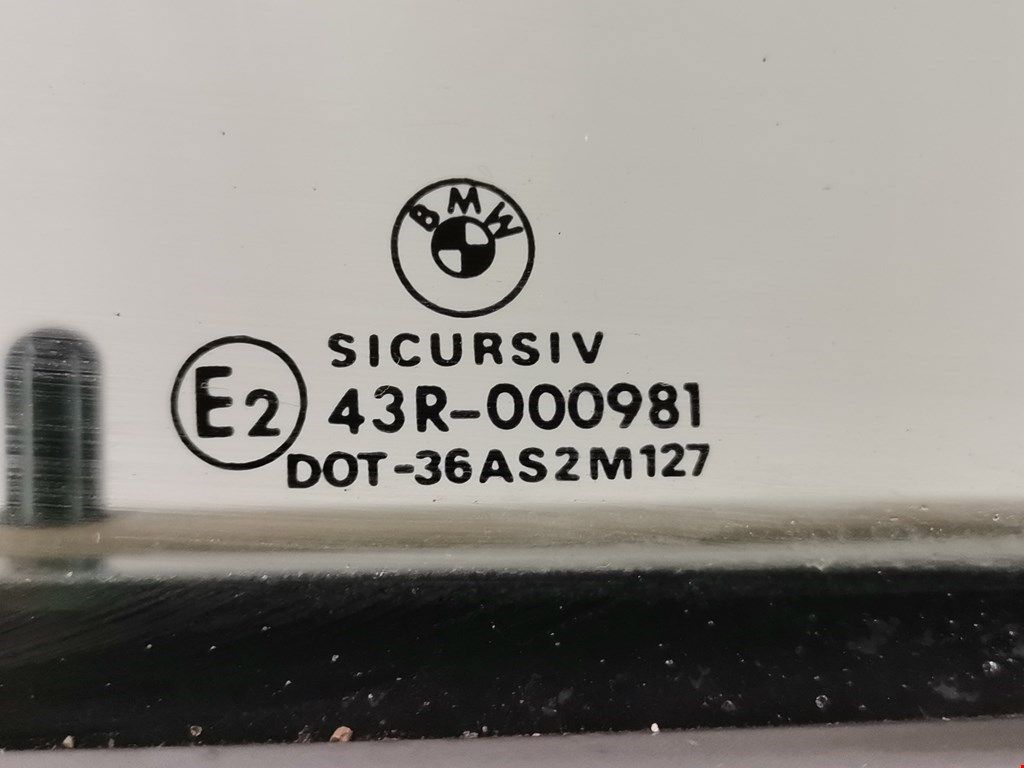 BMW
SICURSIV
E2
43R-000981
DOT-36AS2M127